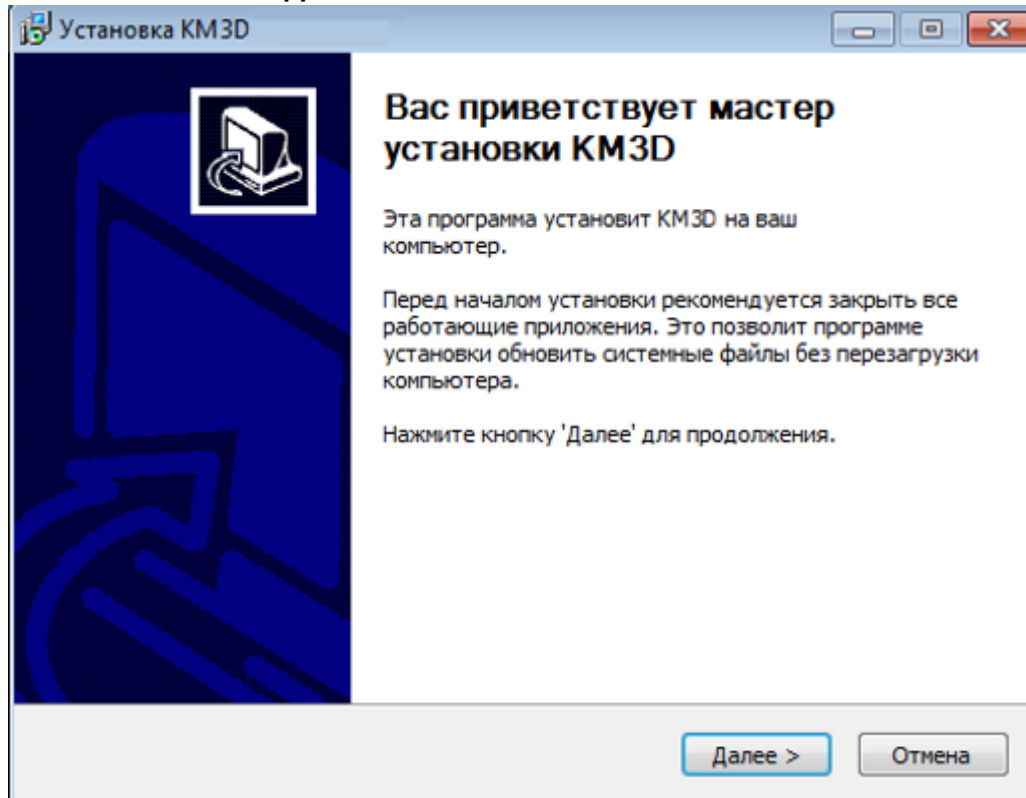 Установка KM3D
Вас приветствует мастер
установки KM3D
Эта программа установит KM3D на ваш
компьютер.
Перед началом установки рекомендуется закрыть все
работающие приложения. Это позволит программе
установки обновить системные файлы без перезагрузки
компьютера.
Нажмите кнопку 'Далее' для продолжения.
Далее >
Отмена